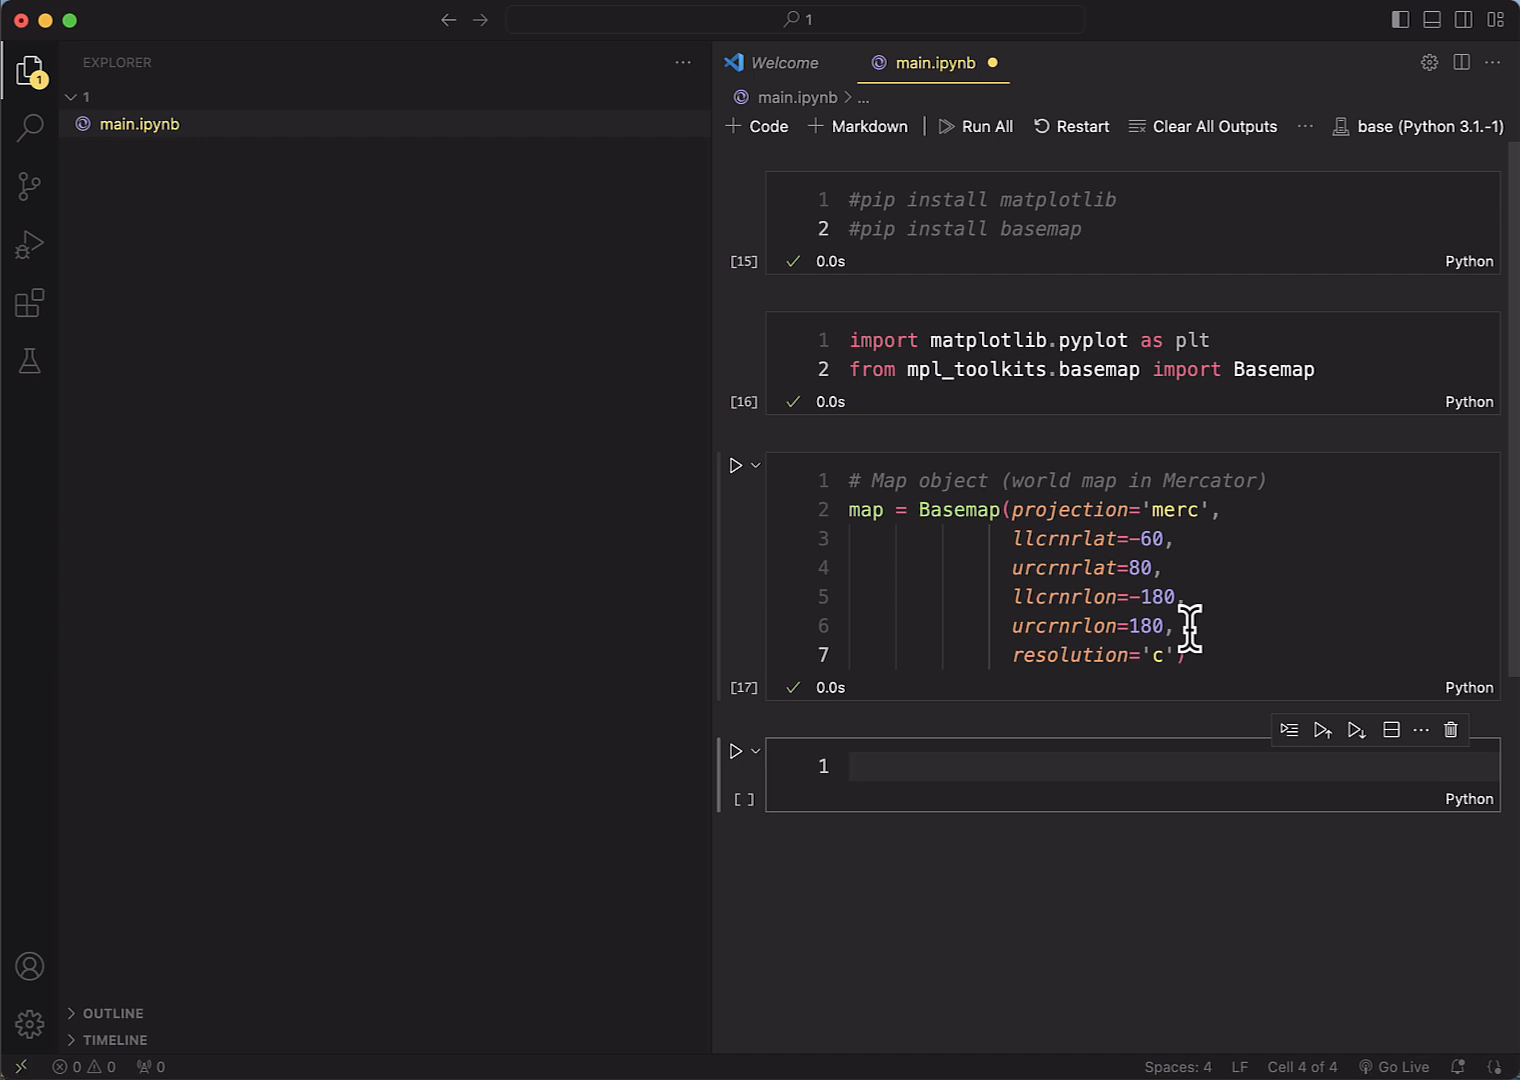 1
EXPLORER
1
main.ipynb
OUTLINE
TIMELINE
1
Welcome
main.ipynb
main.ipynb > ...
Code
Markdown
Run All
Restart
Clear All Outputs
base (Python 3.1.-1)
1 #pip install matplotlib
2 #pip install basemap
[15] 0.0s Python
1 import matplotlib.pyplot as plt
2 from mpl_toolkits.basemap import Basemap
[16] 0.0s Python
1 # Map object (world map in Mercator)
2 map = Basemap(projection='merc',
3 llcrnrlat=-60,
4 urcrnrlat=80,
5 llcrnrlon=-180,
6 urcrnrlon=180,
7 resolution='c')
[17] 0.0s Python
1
[ ] Python
0 0 0
Spaces: 4 LF Cell 4 of 4 Go Live